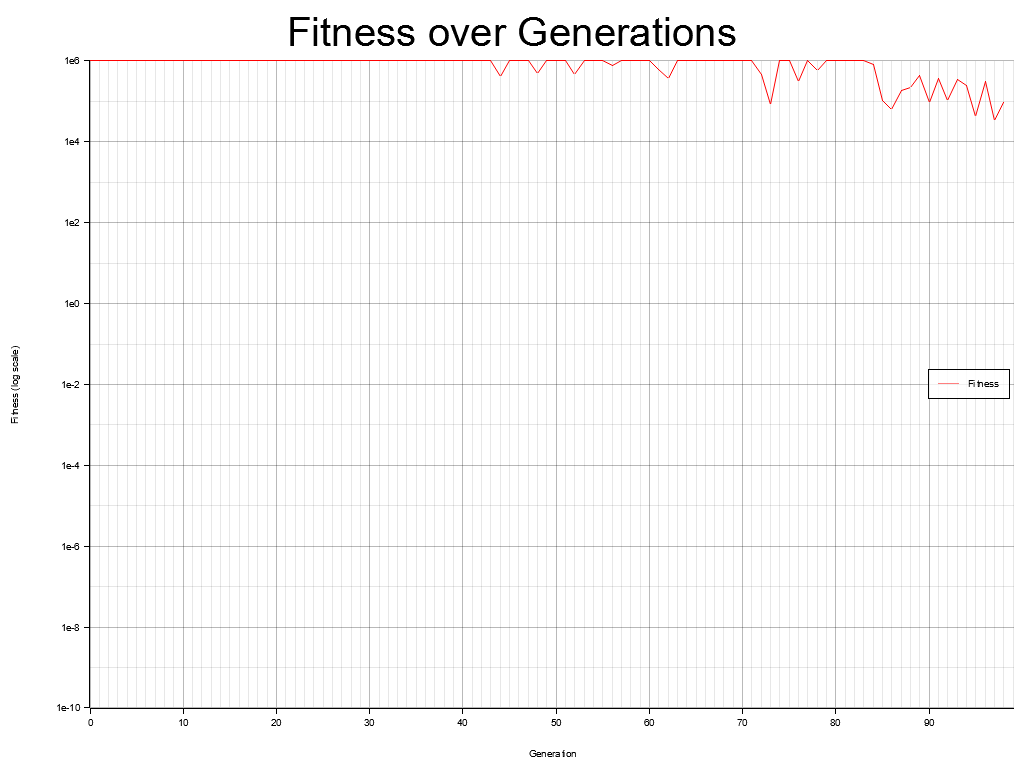 Fitness over Generations
1e6
1e4
1e2
1e0
1e-2
1e-4
1e-6
1e-8
1e-10
Fitness (log scale)
Fitness
0 10 20 30 40 50 60 70 80 90
Generation